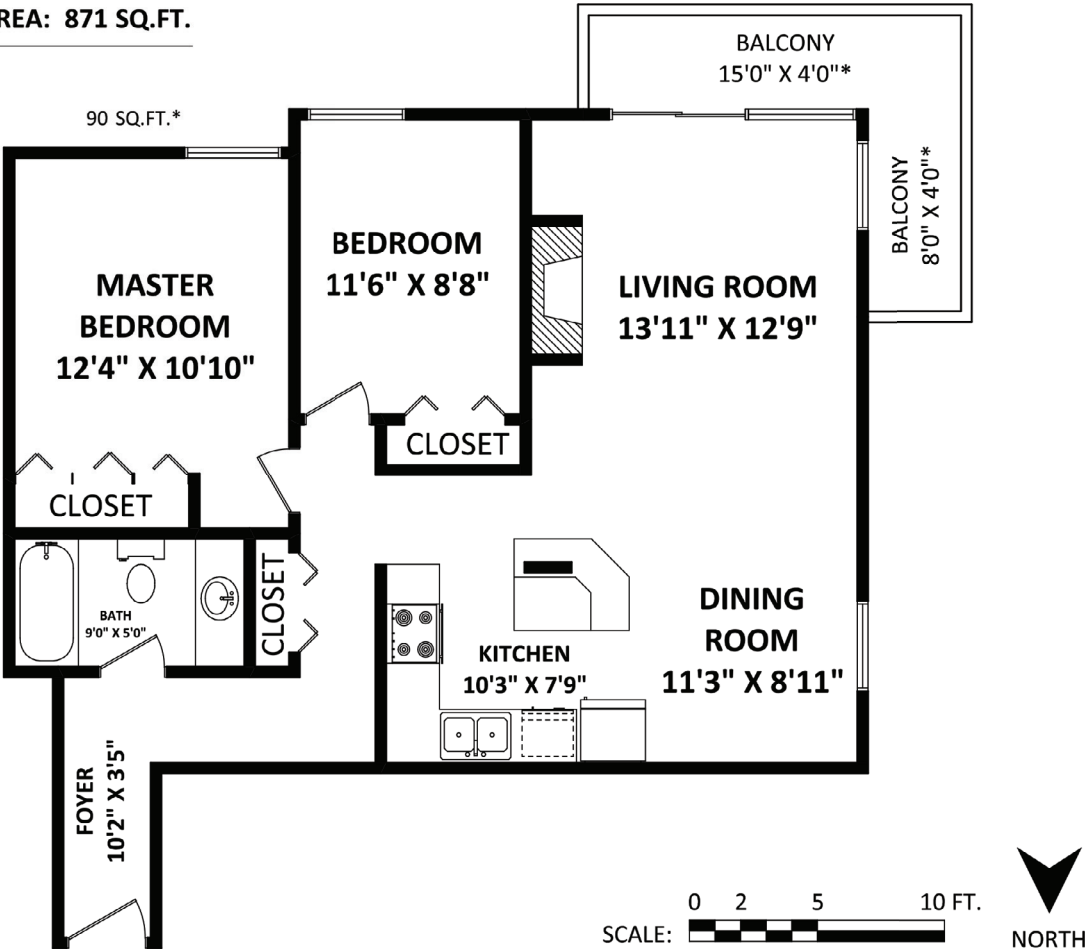 REA: 871 SQ.FT.
90 SQ.FT.*
BALCONY
15'0" X 4'0"*
BALCONY
8'0" X 4'0"*
MASTER
BEDROOM
12'4" X 10'10"
BEDROOM
11'6" X 8'8"
LIVING ROOM
13'11" X 12'9"
CLOSET
CLOSET
CLOSET
BATH
9'0" X 5'0"
KITCHEN
10'3" X 7'9"
DINING
ROOM
11'3" X 8'11"
FOYER
10'2" X 3'5"
0 2 5 10 FT.
SCALE:
NORTH